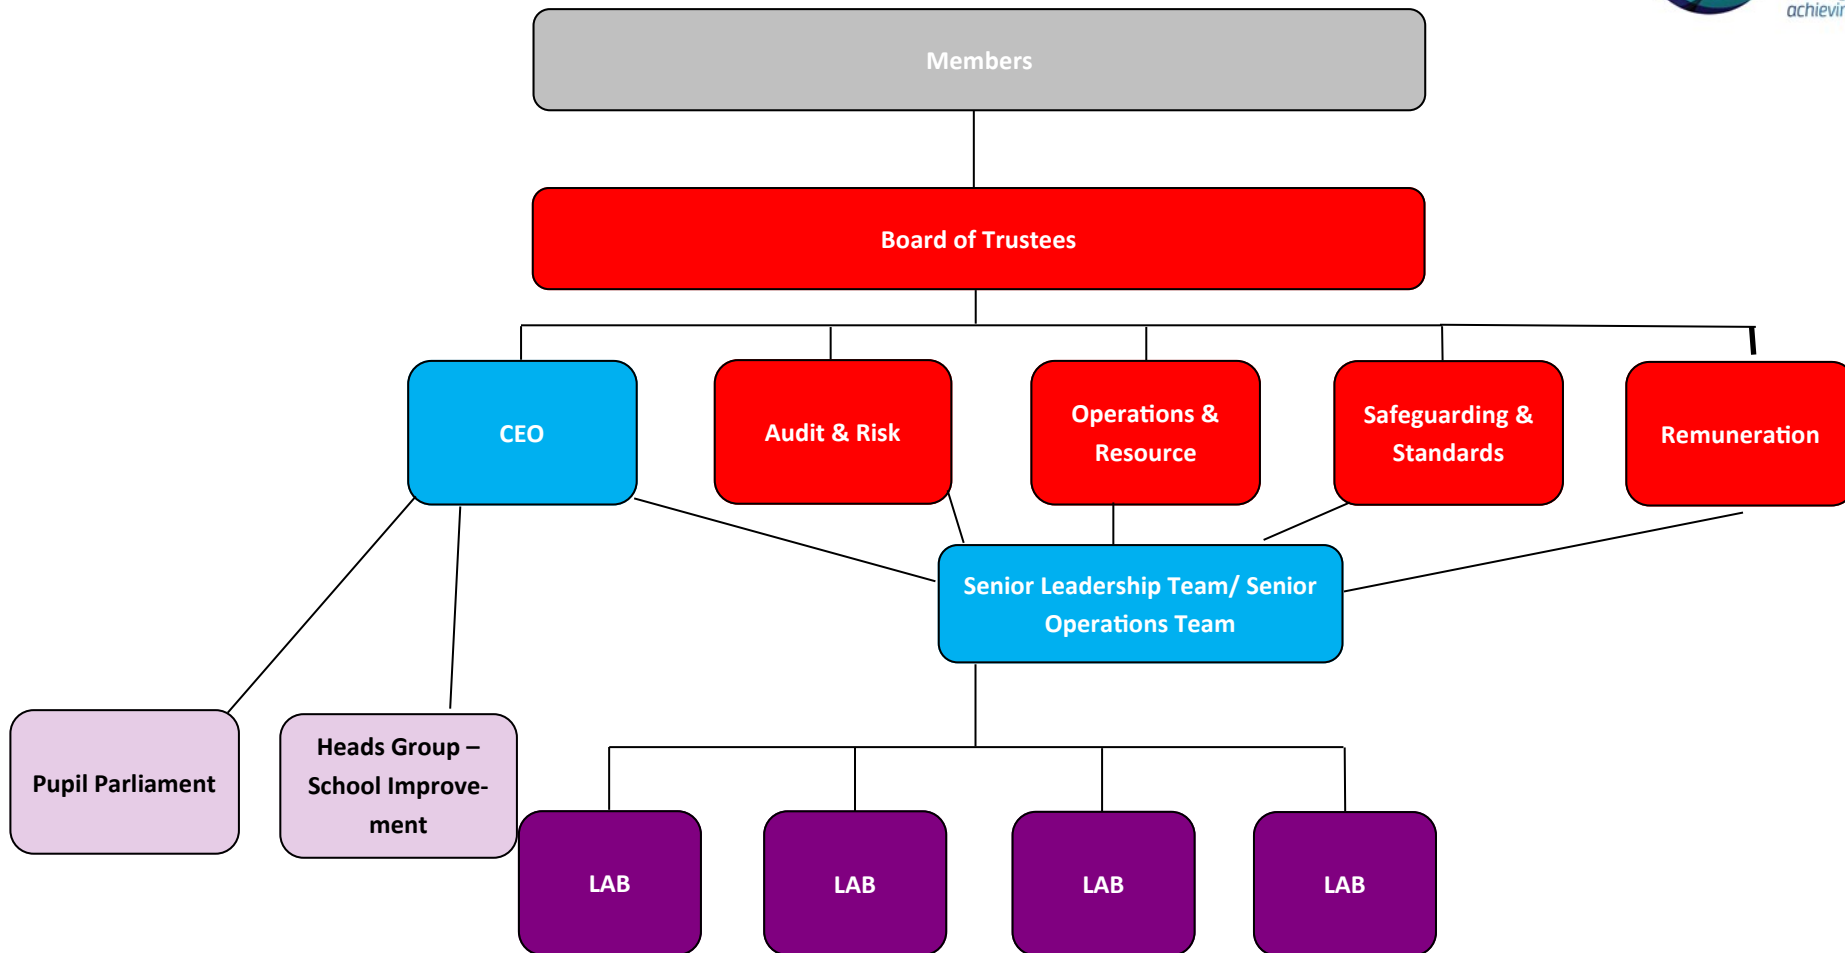 achievin
Members
Board of Trustees
CEO
Audit & Risk
Operations &
Resource
Safeguarding &
Standards
Remuneration
Senior Leadership Team/ Senior
Operations Team
Pupil Parliament
Heads Group –
School Improve-
ment
LAB
LAB
LAB
LAB